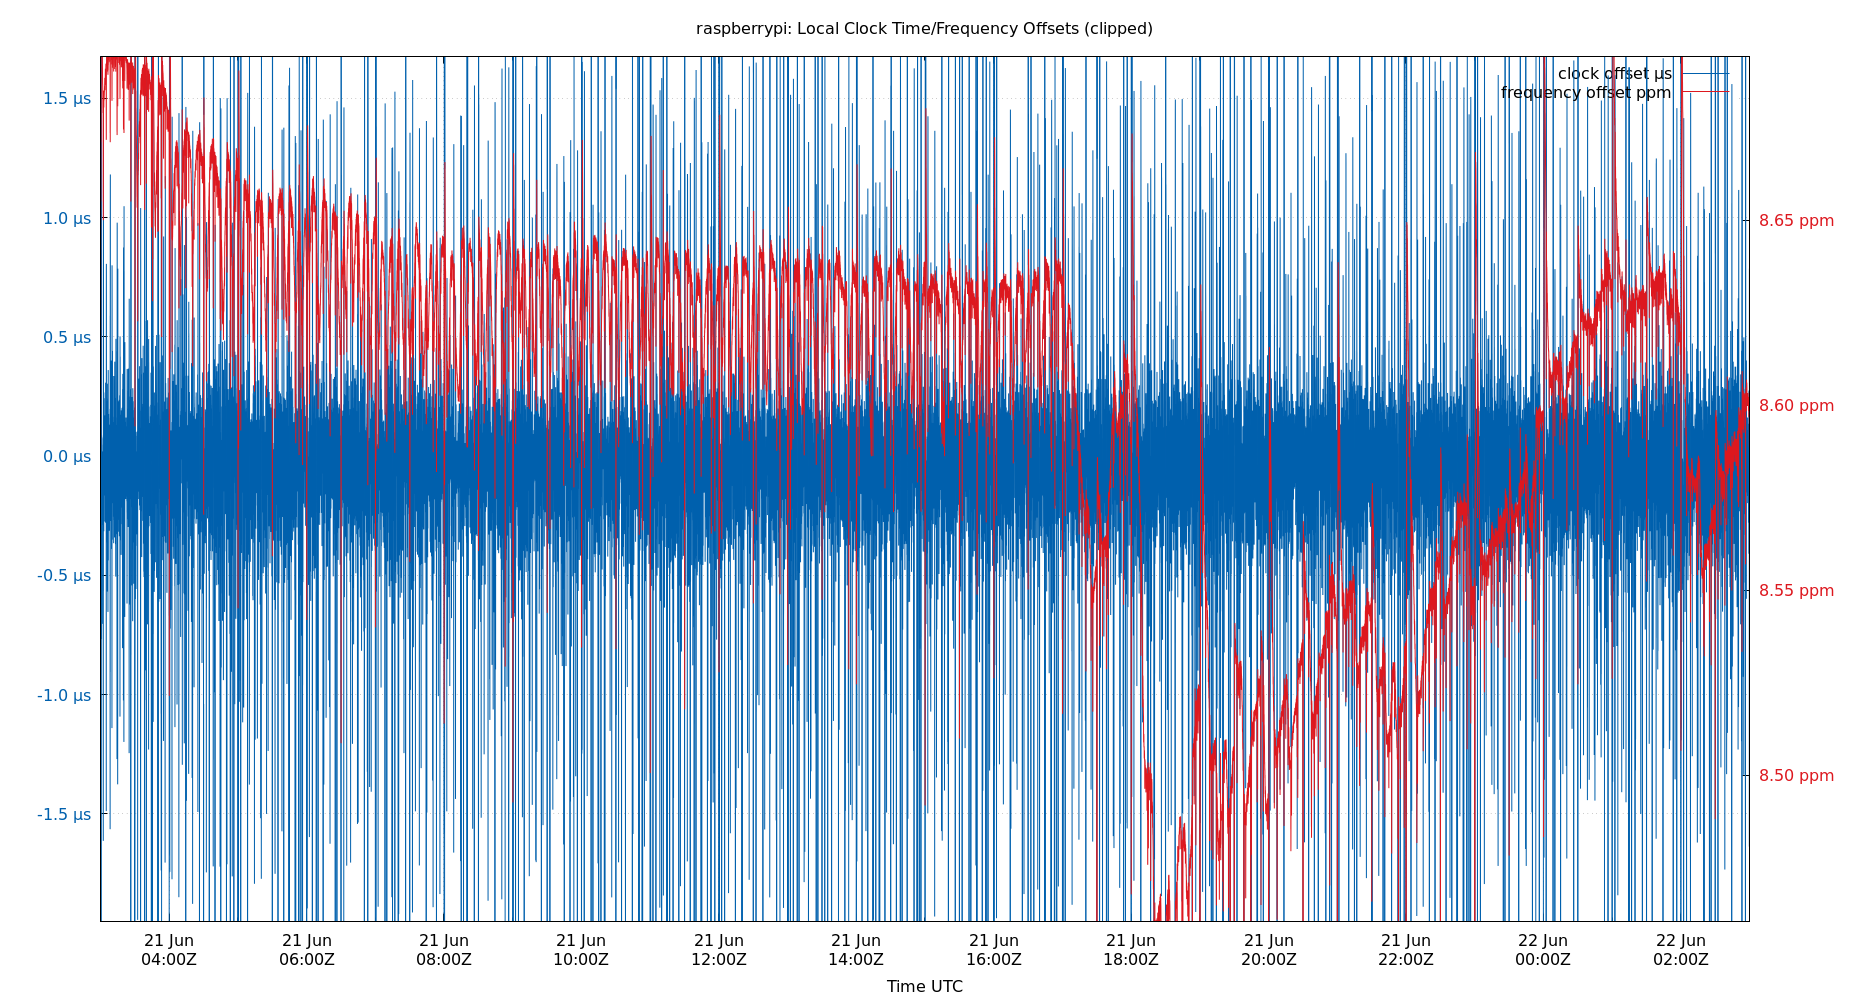 raspberrypi: Local Clock Time/Frequency Offsets (clipped)
clock offset µs
frequency offset ppm
1.5 µs
1.0 µs
0.5 µs
0.0 µs
-0.5 µs
-1.0 µs
-1.5 µs
8.65 ppm
8.60 ppm
8.55 ppm
8.50 ppm
21 Jun 21 Jun 21 Jun 21 Jun 21 Jun 21 Jun 21 Jun 21 Jun 21 Jun 21 Jun 22 Jun 22 Jun
04:00Z 06:00Z 08:00Z 10:00Z 12:00Z 14:00Z 16:00Z 18:00Z 20:00Z 22:00Z 00:00Z 02:00Z
Time UTC